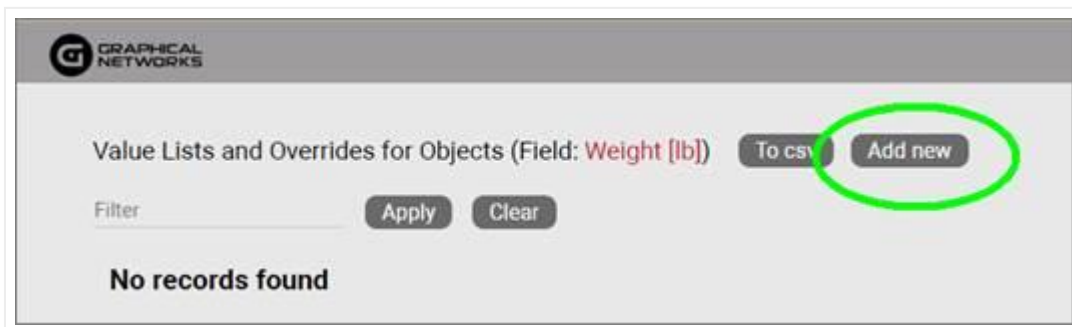 GRAPHICAL
NETWORKS
Value Lists and Overrides for Objects (Field: Weight [lb]) To csv Add new
Filter Apply Clear
No records found